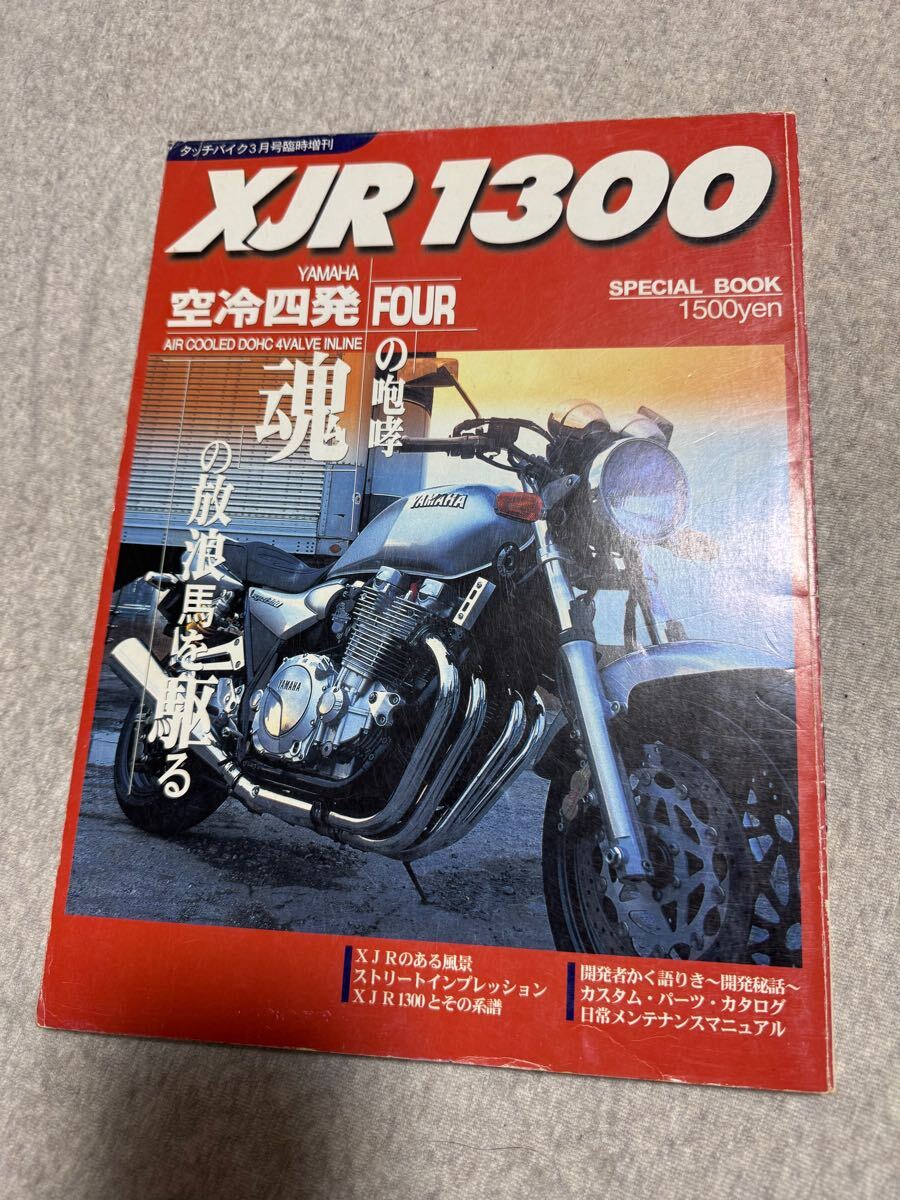 タッチバイク3月号臨時増刊
XJR1300
YAMAHA
空冷四発
FOUR
AIR COOLED DOHC 4VALVE INLINE
SPECIAL BOOK
1500yen
の咆哮
魂
の放浪馬を駆る
YAMAHA
YAMAHA
XJRのある風景
ストリートインプレッション
XJR1300とその系譜
開発者かく語りき〜開発秘話〜
カスタム・パーツ・カタログ
日常メンテナンスマニュアル